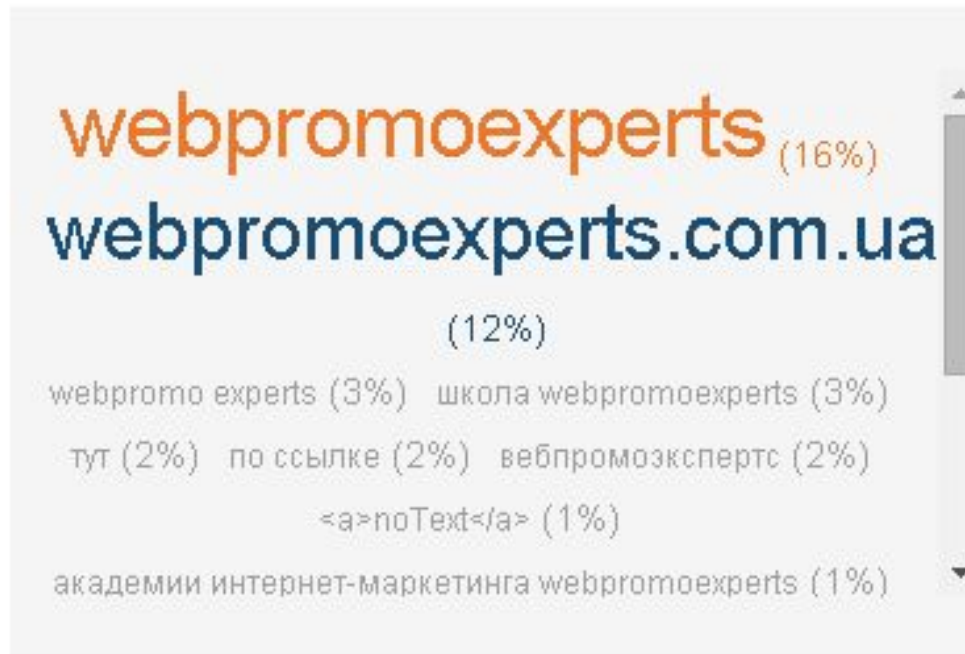 webpromoexperts (16%)
webpromoexperts.com.ua
(12%)
webpromo experts (3%) школа webpromoexperts (3%)
тут (2%) по ссылке (2%) вебпромоэкспертс (2%)
<a>noText</a> (1%)
академии интернет-маркетинга webpromoexperts (1%)